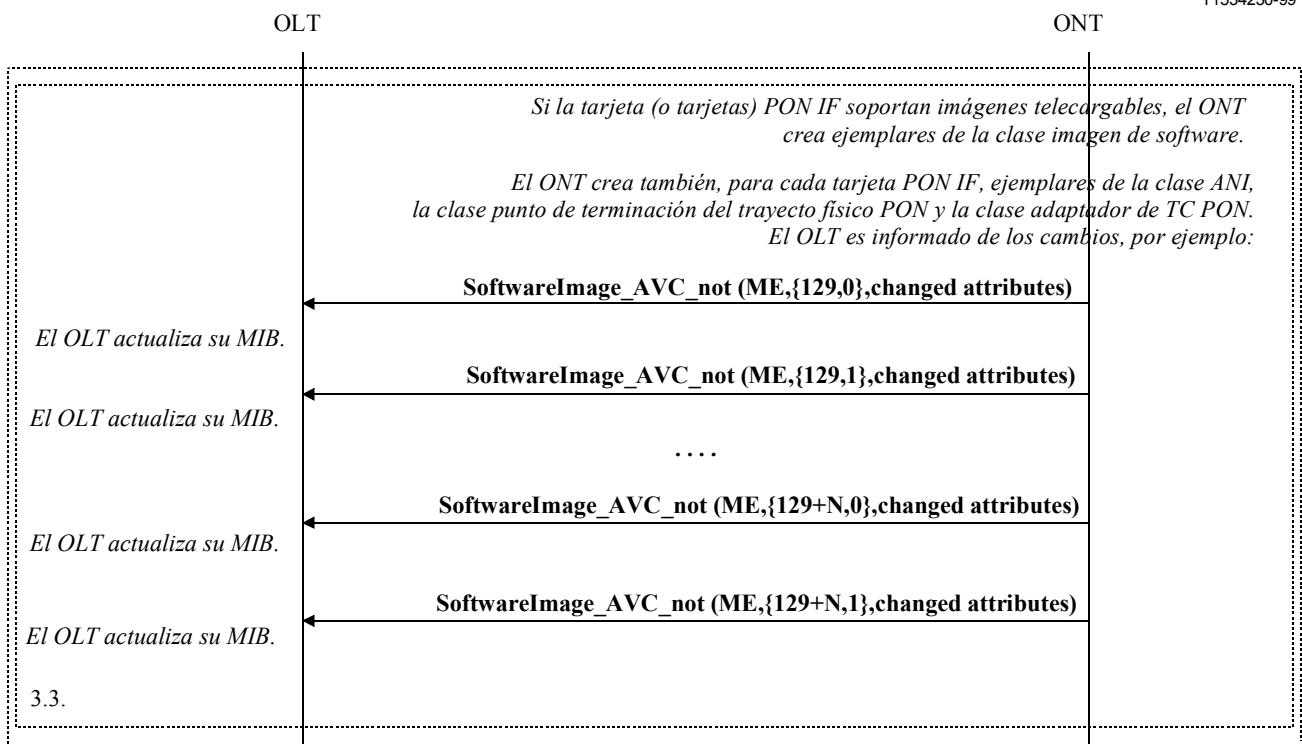 OLT
ONT
Si la tarjeta (o tarjetas) PON IF soportan imágenes telecargables, el ONT
crea ejemplares de la clase imagen de software.
El ONT crea también, para cada tarjeta PON IF, ejemplares de la clase ANI,
la clase punto de terminación del trayecto físico PON y la clase adaptador de TC PON.
El OLT es informado de los cambios, por ejemplo:
SoftwareImage_AVC_not (ME,{129,0},changed attributes)
El OLT actualiza su MIB.
SoftwareImage_AVC_not (ME,{129,1},changed attributes)
El OLT actualiza su MIB.
. . . .
SoftwareImage_AVC_not (ME,{129+N,0},changed attributes)
El OLT actualiza su MIB.
SoftwareImage_AVC_not (ME,{129+N,1},changed attributes)
El OLT actualiza su MIB.
3.3.